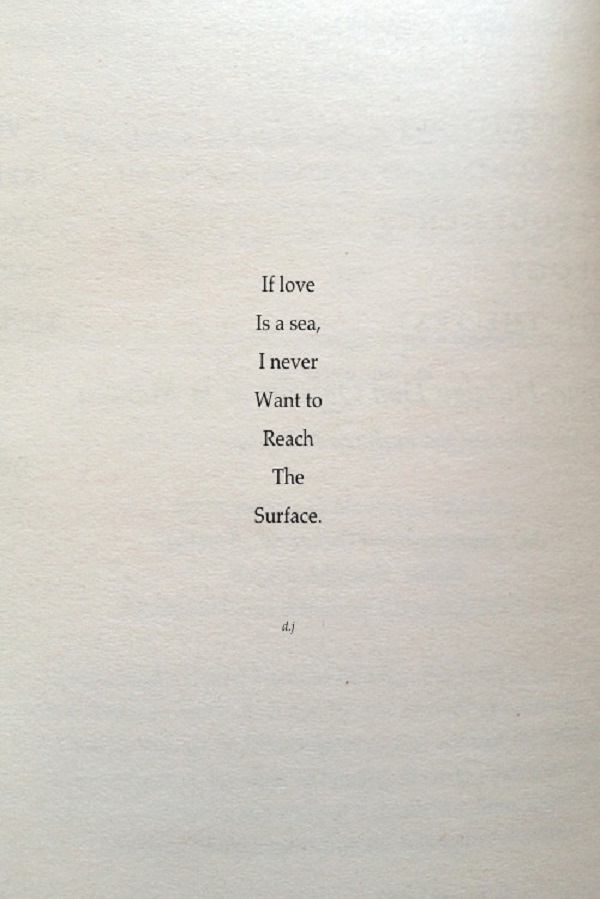 If love
Is a sea,
I never
Want to
Reach
The
Surface.
d.j